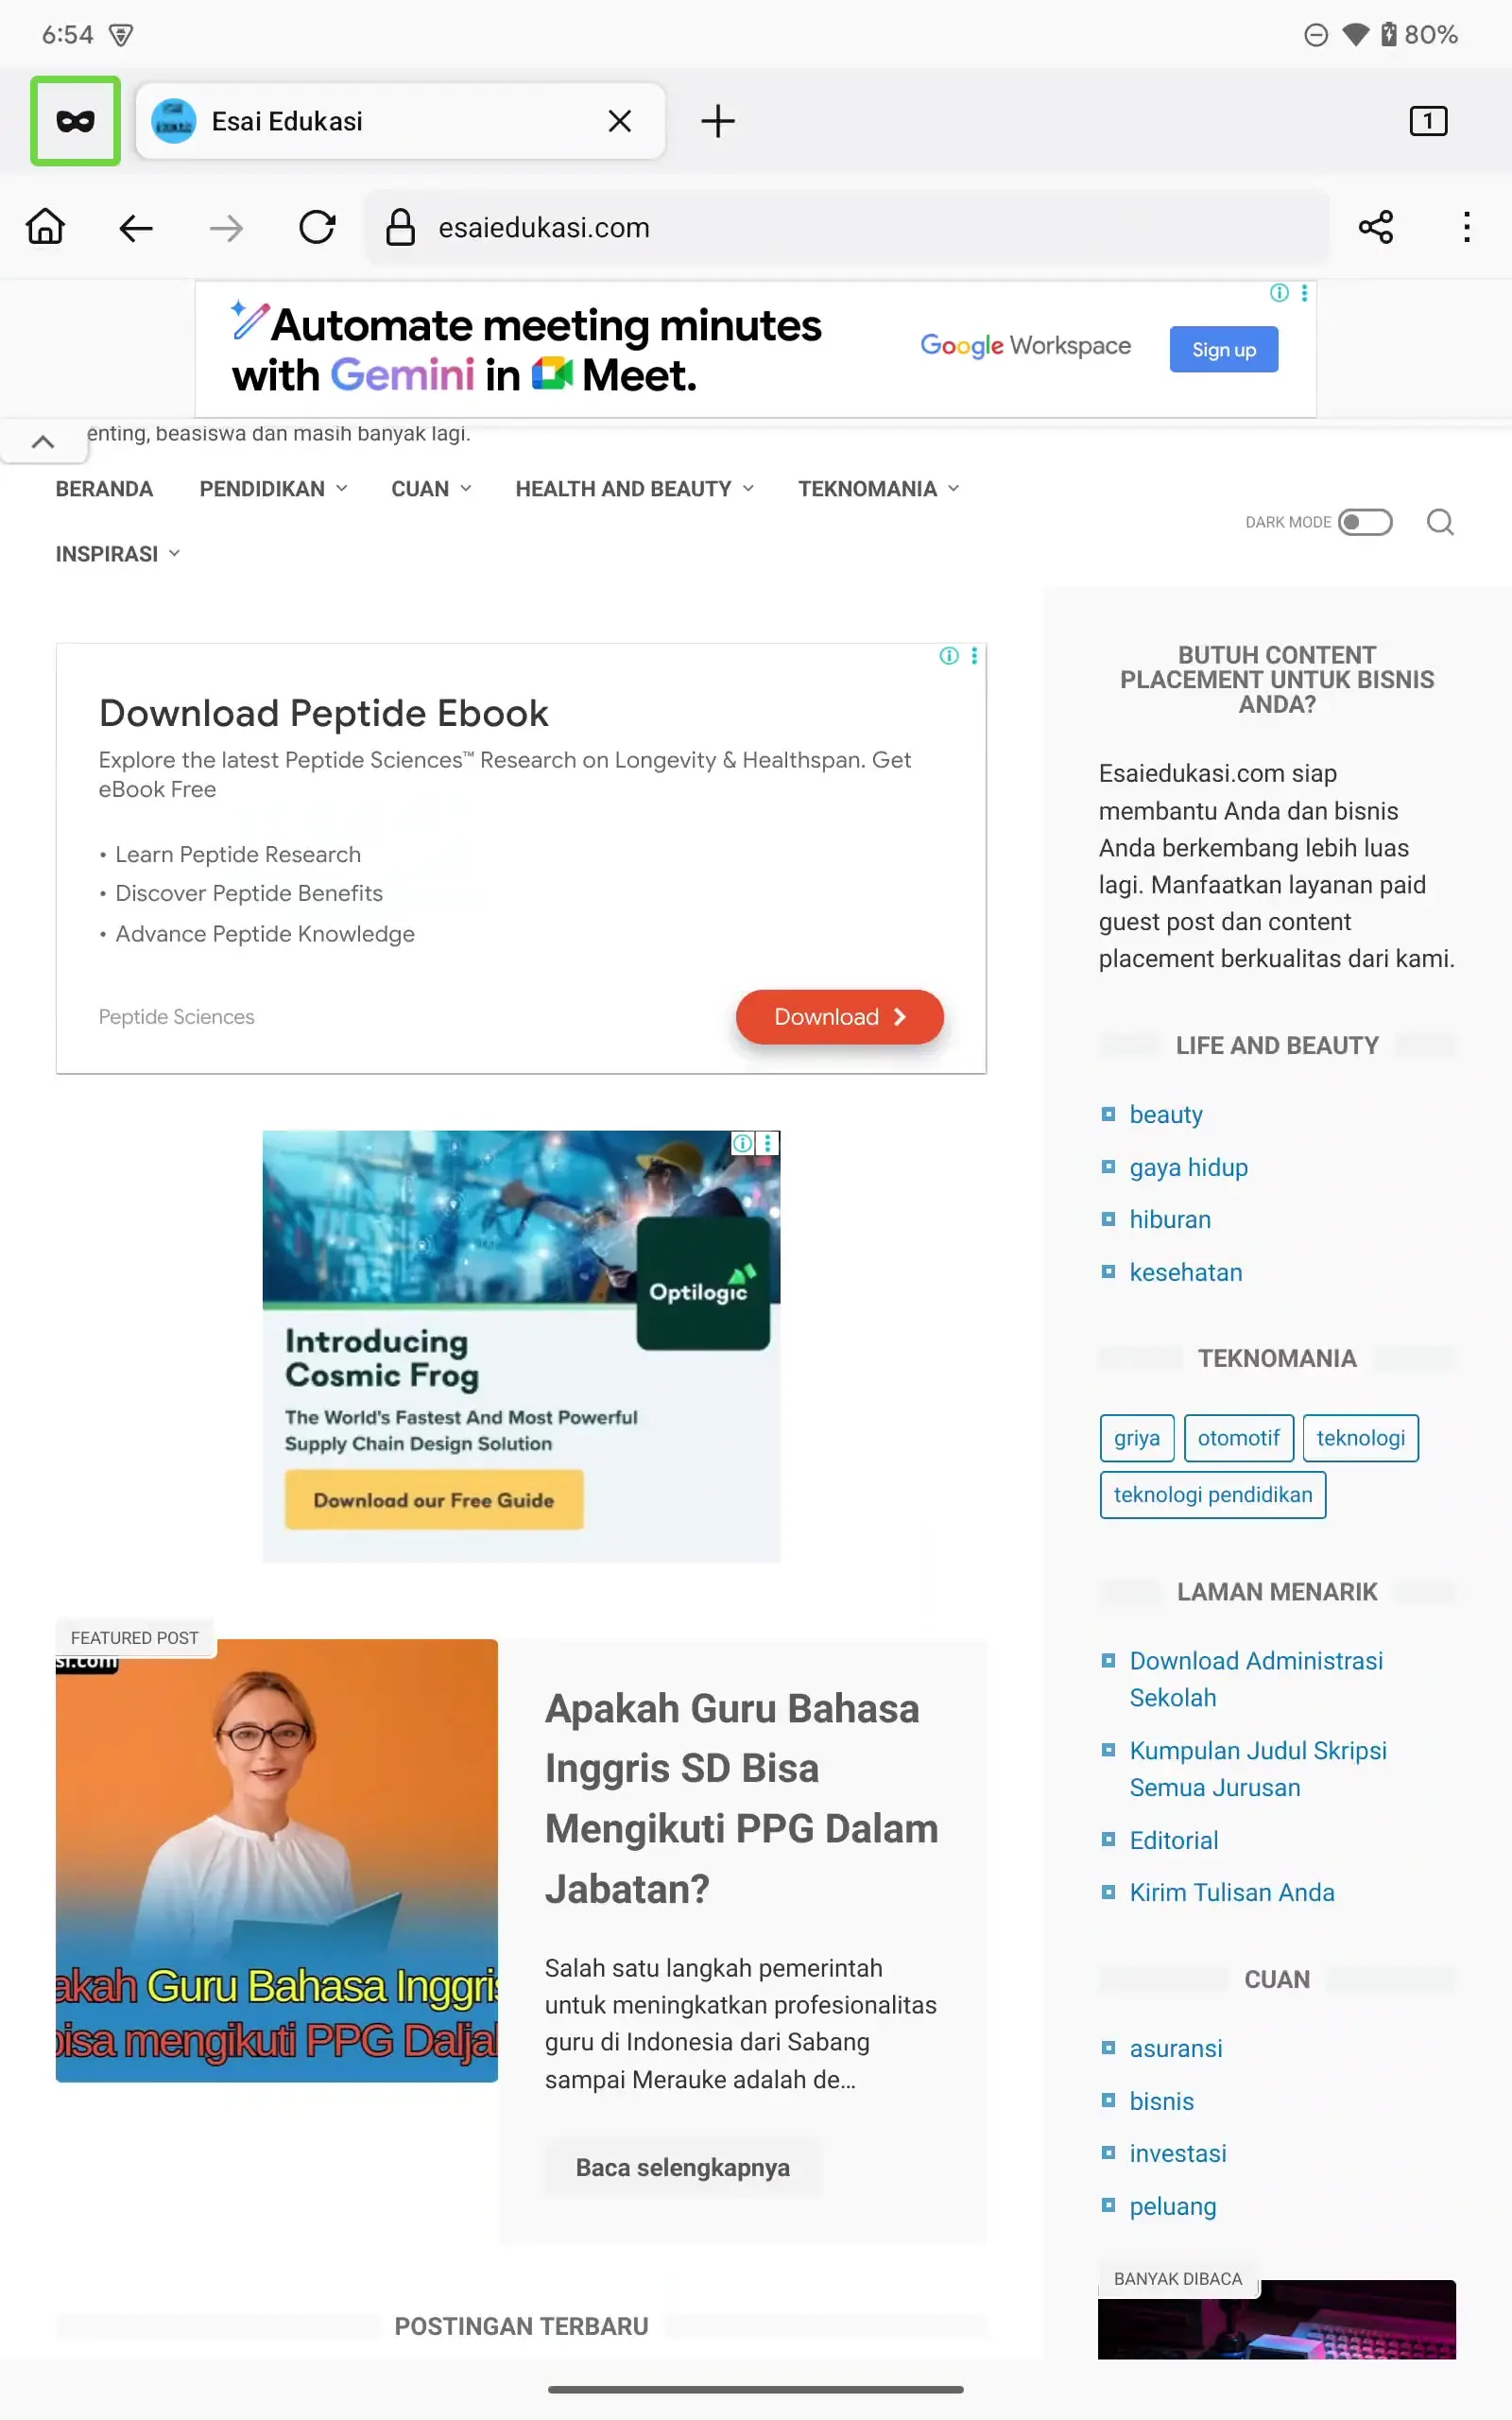 6:54
80%
Esai Edukasi
1
esaiedukasi.com
Automate meeting minutes
with Gemini in Meet.
Google Workspace
Sign up
enting, beasiswa dan masih banyak lagi.
BERANDA
PENDIDIKAN
CUAN
HEALTH AND BEAUTY
TEKNOMANIA
INSPIRASI
DARK MODE
Download Peptide Ebook
Explore the latest Peptide Sciences™ Research on Longevity & Healthspan. Get
eBook Free
• Learn Peptide Research
• Discover Peptide Benefits
• Advance Peptide Knowledge
Peptide Sciences
Download
Optilogic
Introducing
Cosmic Frog
The World's Fastest And Most Powerful
Supply Chain Design Solution
Download our Free Guide
FEATURED POST
si.com
akah Guru Bahasa Inggris
bisa mengikuti PPG Daljal
Apakah Guru Bahasa
Inggris SD Bisa
Mengikuti PPG Dalam
Jabatan?
Salah satu langkah pemerintah
untuk meningkatkan profesionalitas
guru di Indonesia dari Sabang
sampai Merauke adalah de…
Baca selengkapnya
POSTINGAN TERBARU
BUTUH CONTENT
PLACEMENT UNTUK BISNIS
ANDA?
Esaiedukasi.com siap
membantu Anda dan bisnis
Anda berkembang lebih luas
lagi. Manfaatkan layanan paid
guest post dan content
placement berkualitas dari kami.
LIFE AND BEAUTY
beauty
gaya hidup
hiburan
kesehatan
TEKNOMANIA
griya
otomotif
teknologi
teknologi pendidikan
LAMAN MENARIK
Download Administrasi
Sekolah
Kumpulan Judul Skripsi
Semua Jurusan
Editorial
Kirim Tulisan Anda
CUAN
asuransi
bisnis
investasi
peluang
BANYAK DIBACA